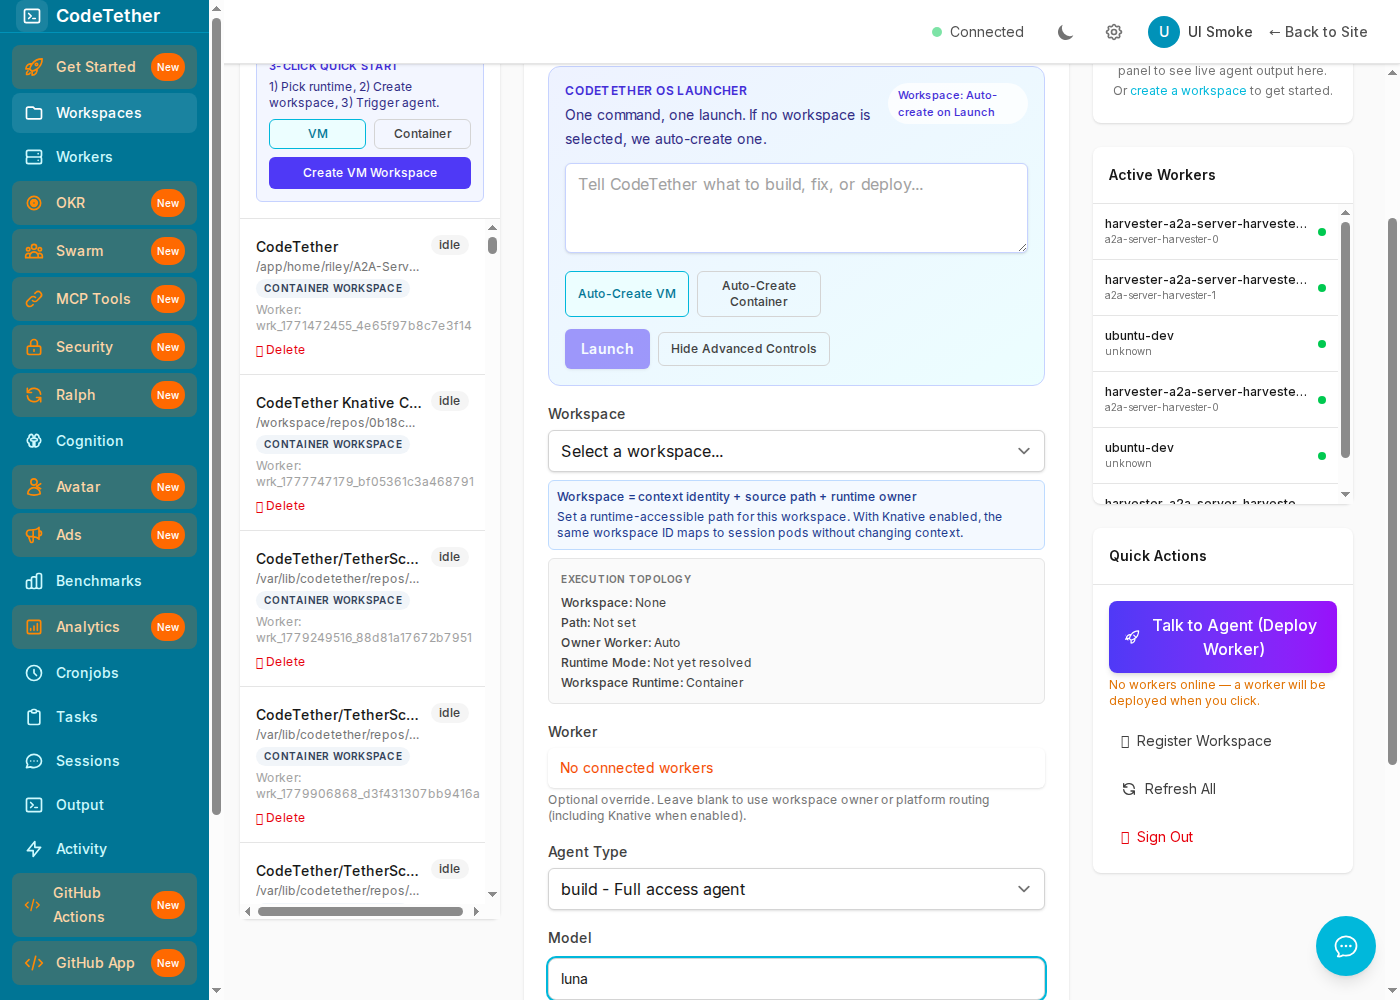 CodeTether
Get Started New
Workspaces
Workers
OKR New
Swarm New
MCP Tools New
Security New
Ralph New
Cognition
Avatar New
Ads New
Benchmarks
Analytics New
Cronjobs
Tasks
Sessions
Output
Activity
GitHub
Actions New
GitHub App New
Connected
U UI Smoke
← Back to Site
3-CLICK QUICK START
1) Pick runtime, 2) Create
workspace, 3) Trigger agent.
VM
Container
Create VM Workspace
CodeTether idle
/app/home/riley/A2A-Serv...
CONTAINER WORKSPACE
Worker:
wrk_1771472455_4e65f97b8c7e3f14
Delete
CodeTether Knative C... idle
/workspace/repos/0b18c...
CONTAINER WORKSPACE
Worker:
wrk_1777747179_bf05361c3a468791
Delete
CodeTether/TetherSc... idle
/var/lib/codetether/repos/...
CONTAINER WORKSPACE
Worker:
wrk_1779249516_88d81a17672b7951
Delete
CodeTether/TetherSc... idle
/var/lib/codetether/repos/...
CONTAINER WORKSPACE
Worker:
wrk_1779906868_d3f431307bb9416a
Delete
CodeTether/TetherSc... idle
/var/lib/codetether/repos/...
CODETETHER OS LAUNCHER
One command, one launch. If no workspace is
selected, we auto-create one.
Workspace: Auto-
create on Launch
Tell CodeTether what to build, fix, or deploy...
Auto-Create VM
Auto-Create
Container
Launch
Hide Advanced Controls
Workspace
Select a workspace...
Workspace = context identity + source path + runtime owner
Set a runtime-accessible path for this workspace. With Knative enabled, the
same workspace ID maps to session pods without changing context.
EXECUTION TOPOLOGY
Workspace: None
Path: Not set
Owner Worker: Auto
Runtime Mode: Not yet resolved
Workspace Runtime: Container
Worker
No connected workers
Optional override. Leave blank to use workspace owner or platform routing
(including Knative when enabled).
Agent Type
build - Full access agent
Model
luna
panel to see live agent output here.
Or create a workspace to get started.
Active Workers
harvester-a2a-server-harveste...
a2a-server-harvester-0
harvester-a2a-server-harveste...
a2a-server-harvester-1
ubuntu-dev
unknown
harvester-a2a-server-harveste...
a2a-server-harvester-0
ubuntu-dev
unknown
harvester-a2a-server-harveste...
Quick Actions
Talk to Agent (Deploy
Worker)
No workers online — a worker will be
deployed when you click.
Register Workspace
Refresh All
Sign Out